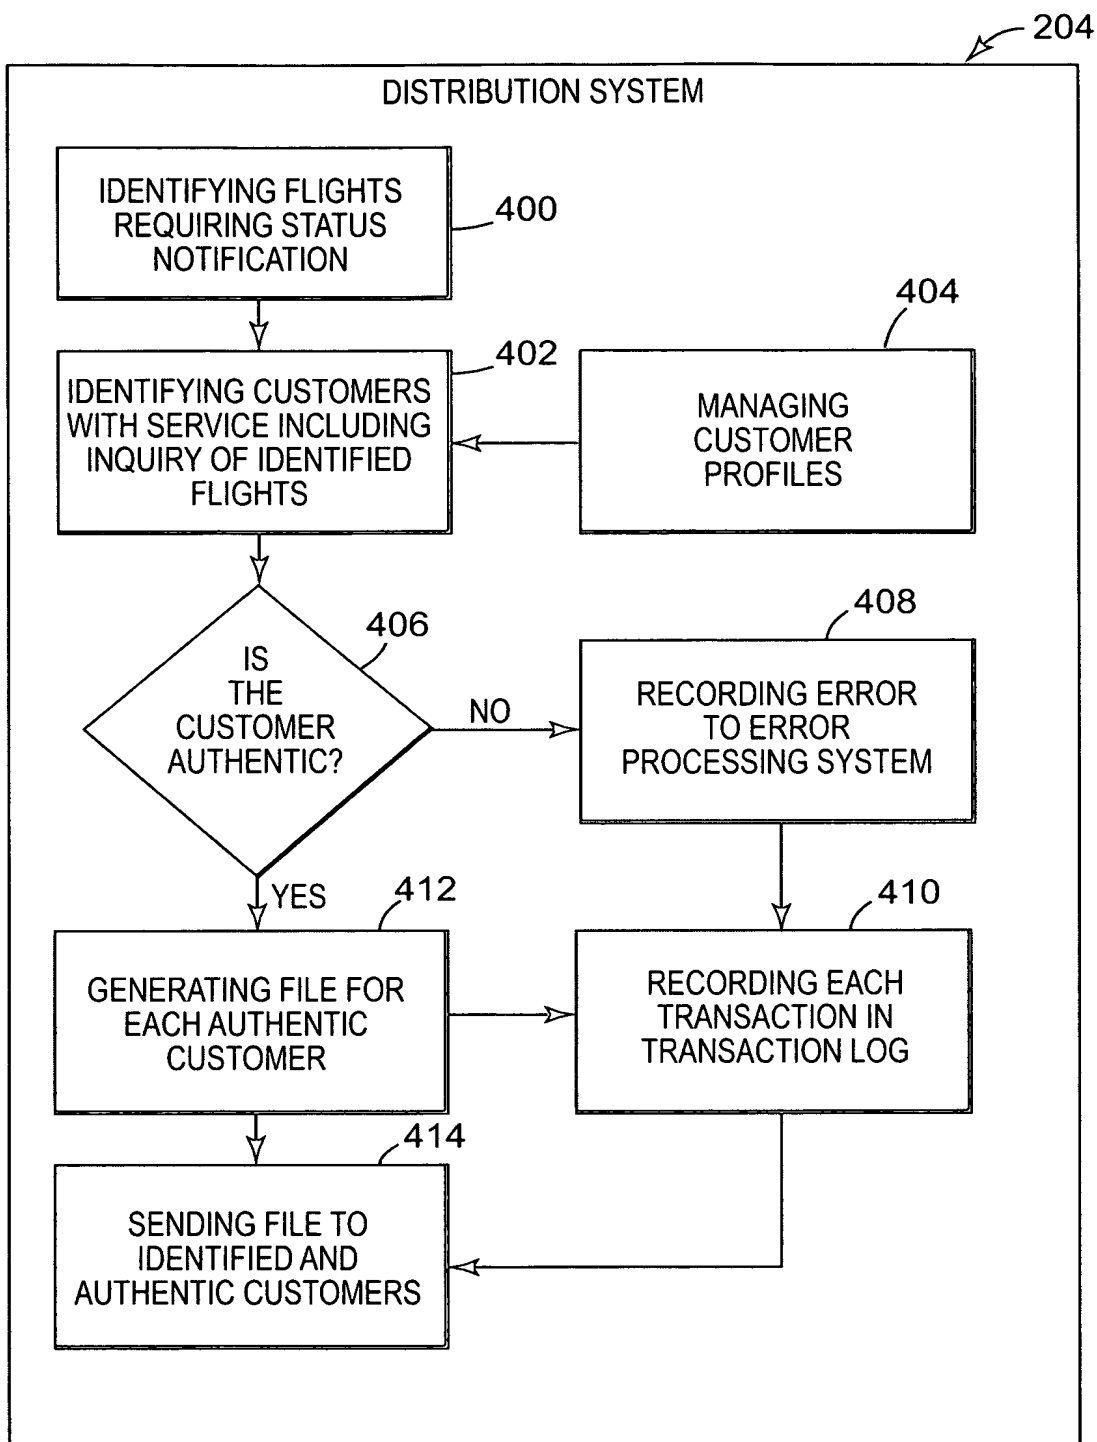 204
DISTRIBUTION SYSTEM
IDENTIFYING FLIGHTS
REQUIRING STATUS
NOTIFICATION
400
404
402
IDENTIFYING CUSTOMERS
WITH SERVICE INCLUDING
INQUIRY OF IDENTIFIED
FLIGHTS
MANAGING
CUSTOMER
PROFILES
406
IS
THE
CUSTOMER
AUTHENTIC?
NO
408
RECORDING ERROR
TO ERROR
PROCESSING SYSTEM
YES
412
410
GENERATING FILE FOR
EACH AUTHENTIC
CUSTOMER
RECORDING EACH
TRANSACTION IN
TRANSACTION LOG
414
SENDING FILE TO
IDENTIFIED AND
AUTHENTIC CUSTOMERS